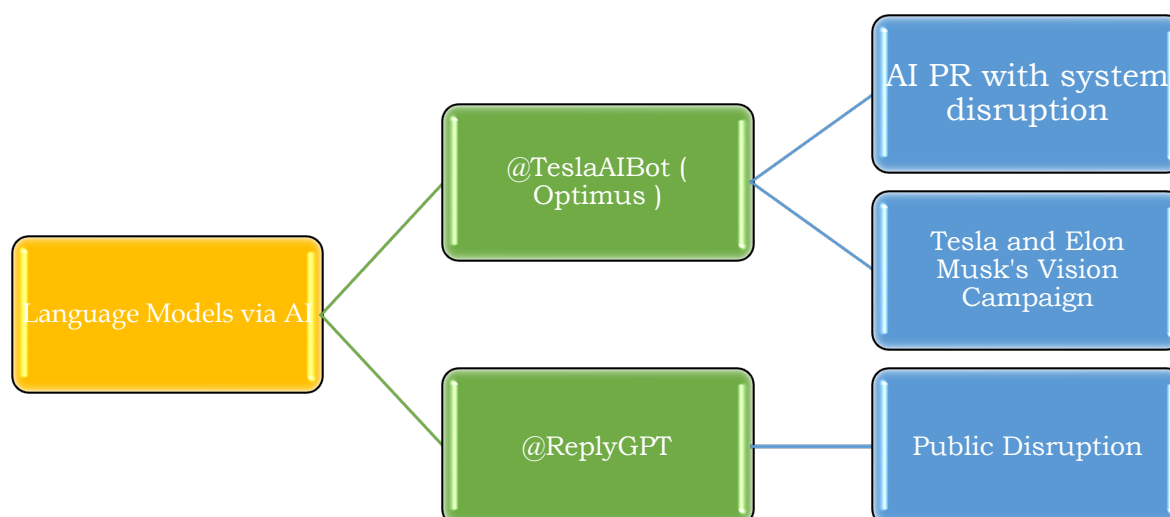 Language Models via AI
@TeslaAIBot (
Optimus )
AI PR with system
disruption
Tesla and Elon
Musk's Vision
Campaign
@ReplyGPT
Public Disruption